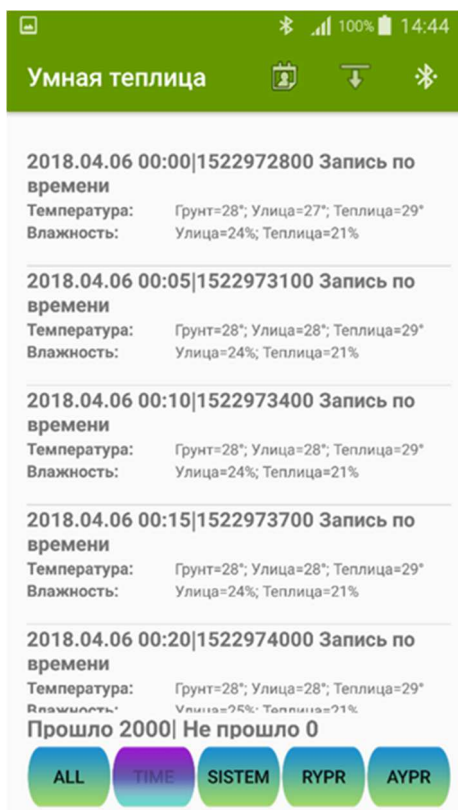 100% 14:44
Умная теплица
2018.04.06 00:00|1522972800 Запись по
времени
Температура: Грунт=28°; Улица=27°; Теплица=29°
Влажность: Улица=24%; Теплица=21%
2018.04.06 00:05|1522973100 Запись по
времени
Температура: Грунт=28°; Улица=28°; Теплица=29°
Влажность: Улица=24%; Теплица=21%
2018.04.06 00:10|1522973400 Запись по
времени
Температура: Грунт=28°; Улица=28°; Теплица=29°
Влажность: Улица=24%; Теплица=21%
2018.04.06 00:15|1522973700 Запись по
времени
Температура: Грунт=28°; Улица=28°; Теплица=29°
Влажность: Улица=24%; Теплица=21%
2018.04.06 00:20|1522974000 Запись по
времени
Температура: Грунт=28°; Улица=28°; Теплица=29°
Влажность: Улица=25%; Теплица=21%
Прошло 2000| Не прошло 0
ALL TIME SISTEM RYPR AYPR